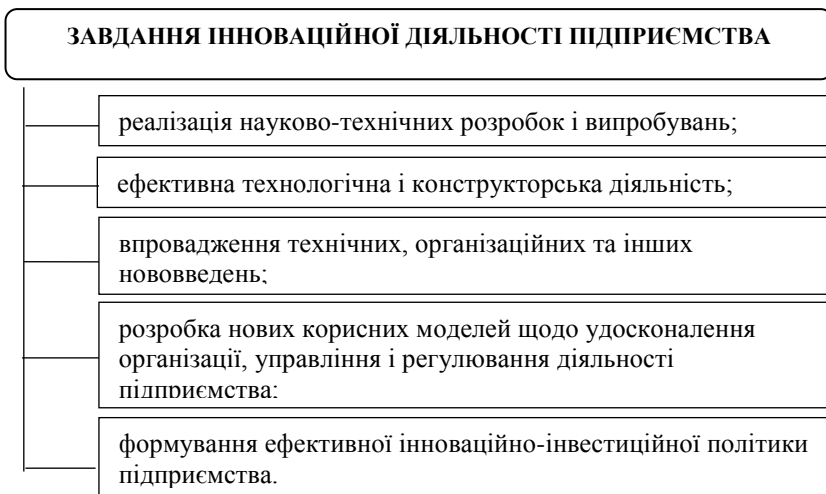 ЗАВДАННЯ ІННОВАЦІЙНОЇ ДІЯЛЬНОСТІ ПІДПРИЄМСТВА
реалізація науково-технічних розробок і випробувань;
ефективна технологічна і конструкторська діяльність;
впровадження технічних, організаційних та інших
нововведень;
розробка нових корисних моделей щодо удосконалення
організації, управління і регулювання діяльності
підприємства;
формування ефективної інноваційно-інвестиційної політики
підприємства.